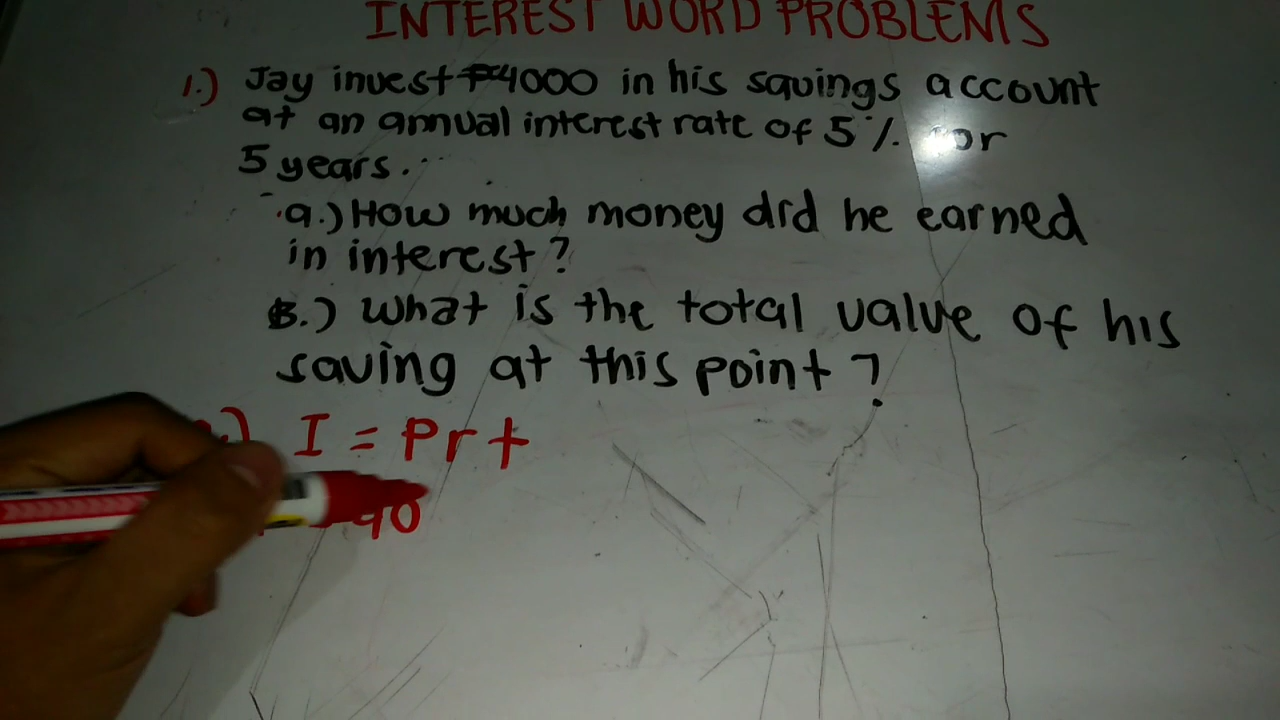 INTEREST WORD PROBLEMS
1.) Jay invest ₱4000 in his savings account
at an annual interest rate of 5%
5 years.
a.) How much money did he earned
in interest?
B.) What is the total value of his
saving at this point?
I = Prt
40